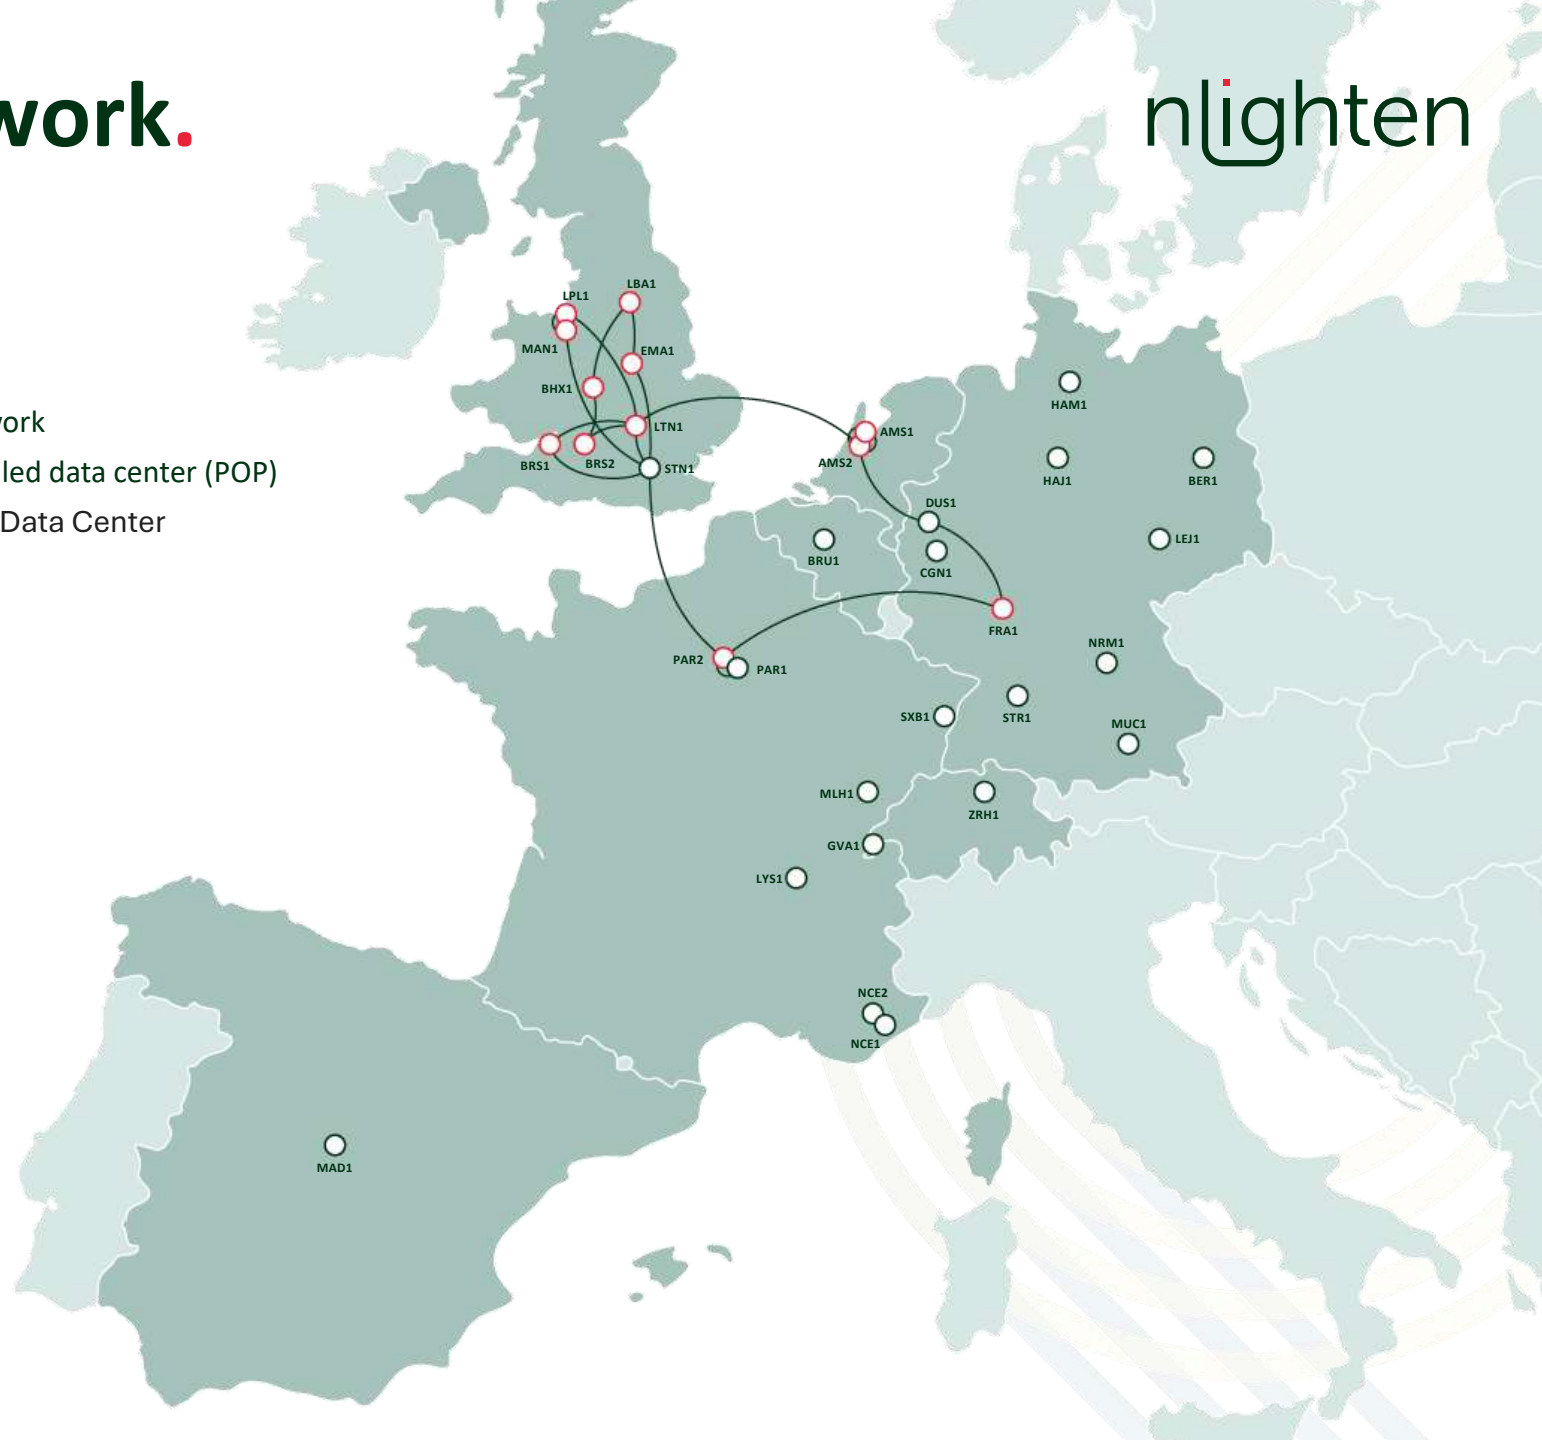 work.
nlighten
work
led data center (POP)
Data Center
LBA1
LPL1
MAN1
EMA1
BHX1
LTN1
BRS1
BRS2
STN1
AMS1
AMS2
HAM1
HAJ1
BER1
DUS1
LEJ1
BRU1
CGN1
FRA1
NRM1
PAR2
PAR1
SXB1
STR1
MUC1
MLH1
ZRH1
GVA1
LYS1
NCE2
NCE1
MAD1